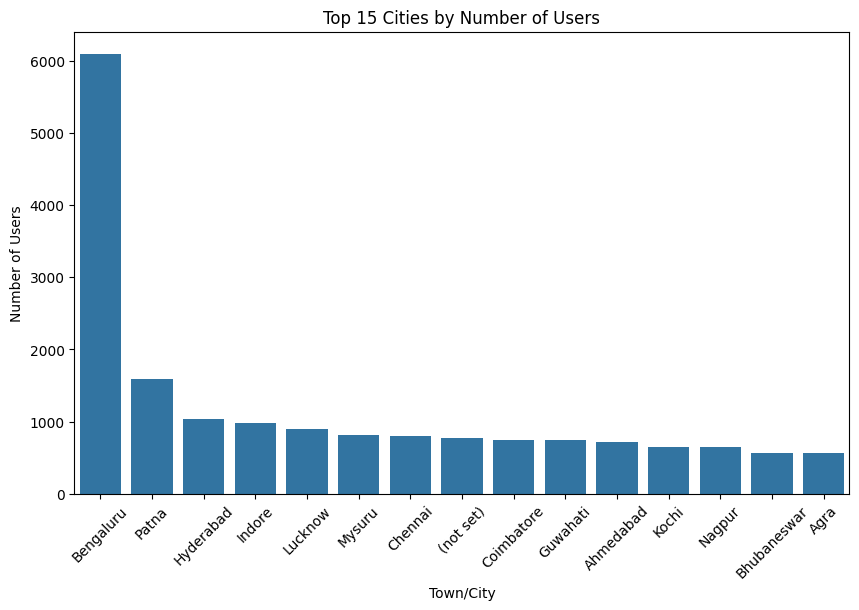 Top 15 Cities by Number of Users
Number of Users
6000
5000
4000
3000
2000
1000
0
Bengaluru
Patna
Hyderabad
Indore
Lucknow
Mysuru
Chennai
(not set)
Coimbatore
Guwahati
Ahmedabad
Kochi
Nagpur
Bhubaneswar
Agra
Town/City